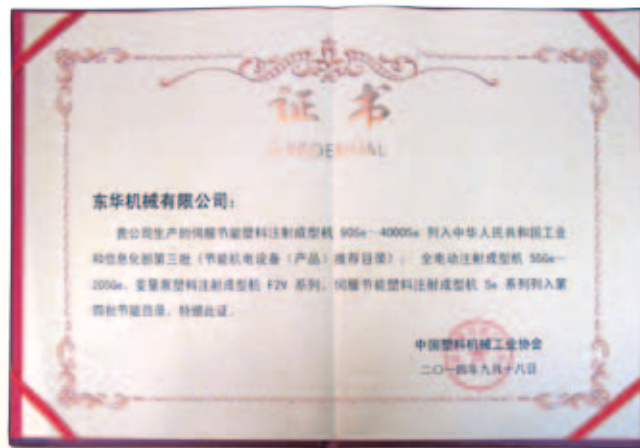 证书
CREDENTIAL
东华机械有限公司：
贵公司生产的伺服节能塑料注射成型机 90Se-4000Se 列入中华人民共和国工业
和信息化部第三批（节能机电设备（产品）推荐目录）；全电动注射成型机 55Ge-
205Ge、变量泵塑料注射成型机 F2V 系列、伺服节能塑料注射成型机 Se 系列列入第
四批节能目录。特颁此证。
中国塑料机械工业协会
二〇一四年九月十八日